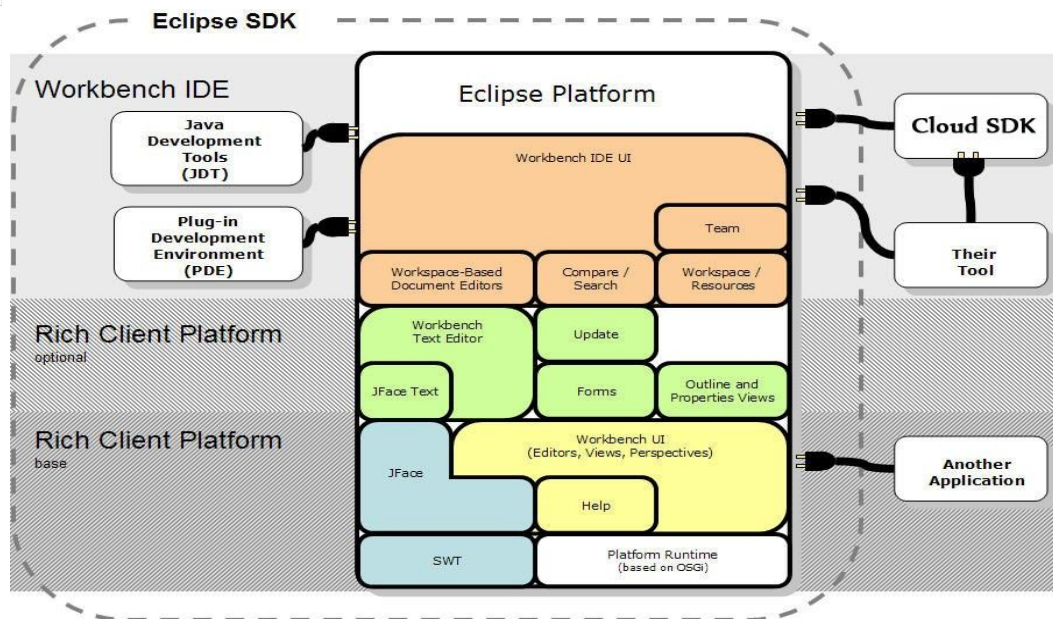 Eclipse SDK
Workbench IDE
Eclipse Platform
Java
Development
Tools
(JDT)
Cloud SDK
Workbench IDE UI
Plug-in
Development
Environment
(PDE)
Team
Their
Tool
Workspace-Based
Document Editors
Compare /
Search
Workspace /
Resources
Rich Client Platform
optional
Workbench
Text Editor
Update
JFace Text
Forms
Outline and
Properties Views
Rich Client Platform
base
Workbench UI
(Editors, Views, Perspectives)
JFace
Another
Application
Help
SWT
Platform Runtime
(based on OSGi)